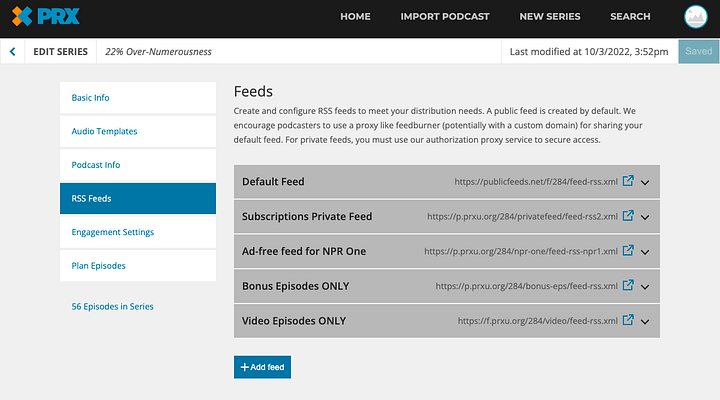 PRX
HOME IMPORT PODCAST NEW SERIES SEARCH
EDIT SERIES 22% Over-Numerousness Last modified at 10/3/2022, 3:52pm Saved
Basic Info
Audio Templates
Podcast Info
RSS Feeds
Engagement Settings
Plan Episodes
56 Episodes in Series
Feeds
Create and configure RSS feeds to meet your distribution needs. A public feed is created by default. We
encourage podcasters to use a proxy like feedburner (potentially with a custom domain) for sharing your
default feed. For private feeds, you must use our authorization proxy service to secure access.
Default Feed https://publicfeeds.net/f/284/feed-rss.xml
Subscriptions Private Feed https://p.prxu.org/284/privatefeed/feed-rss2.xml
Ad-free feed for NPR One https://p.prxu.org/284/npr-one/feed-rss-npr1.xml
Bonus Episodes ONLY https://p.prxu.org/284/bonus-eps/feed-rss.xml
Video Episodes ONLY https://f.prxu.org/284/video/feed-rss.xml
+ Add feed